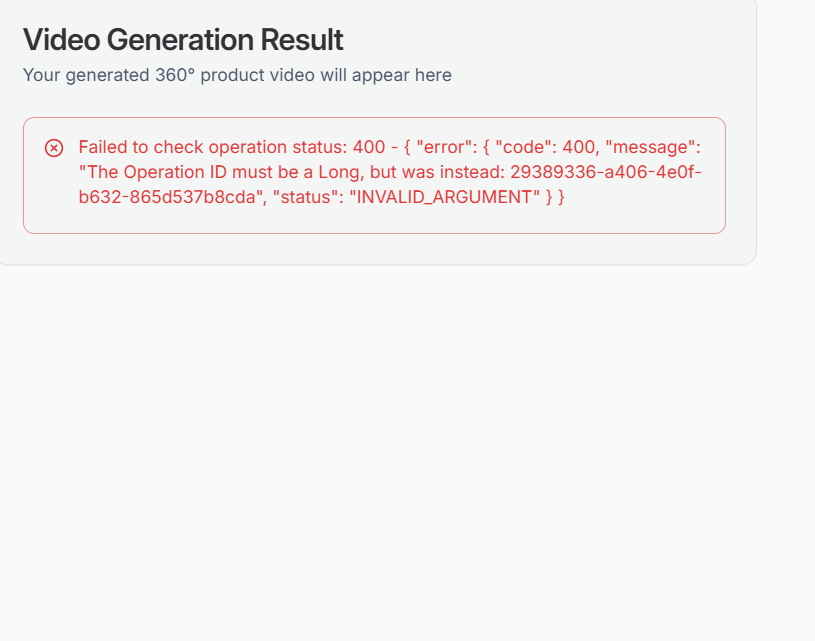 Video Generation Result
Your generated 360° product video will appear here
Failed to check operation status: 400 - { "error": { "code": 400, "message":
"The Operation ID must be a Long, but was instead: 29389336-a406-4e0f-
b632-865d537b8cda", "status": "INVALID_ARGUMENT" } }